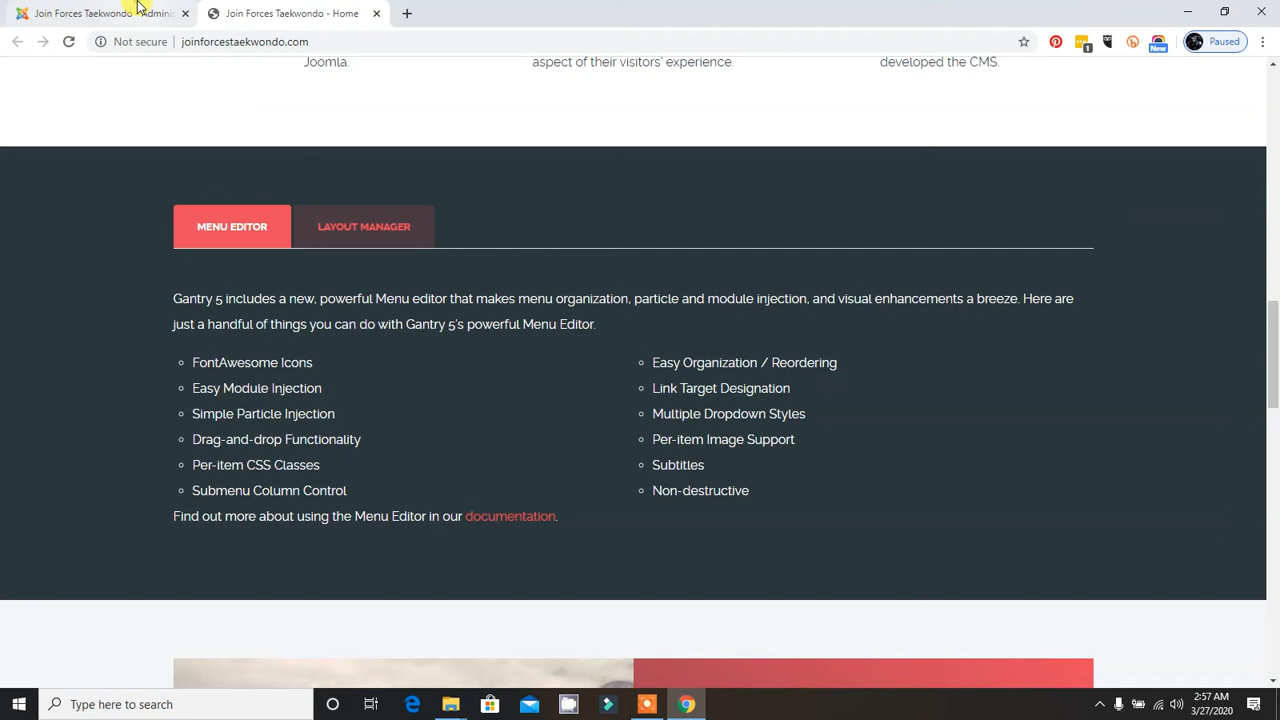 Join Forces Taekwondo - Adminis
Join Forces Taekwondo - Home
Not secure
joinforcestaekwondo.com
1
New
Paused
Joomla.
aspect of their visitors' experience.
developed the CMS.
MENU EDITOR
LAYOUT MANAGER
Gantry 5 includes a new, powerful Menu editor that makes menu organization, particle and module injection, and visual enhancements a breeze. Here are
just a handful of things you can do with Gantry 5's powerful Menu Editor.
FontAwesome Icons
Easy Organization / Reordering
Easy Module Injection
Link Target Designation
Simple Particle Injection
Multiple Dropdown Styles
Drag-and-drop Functionality
Per-item Image Support
Per-item CSS Classes
Subtitles
Submenu Column Control
Non-destructive
Find out more about using the Menu Editor in our documentation.
Type here to search
2:57 AM
3/27/2020